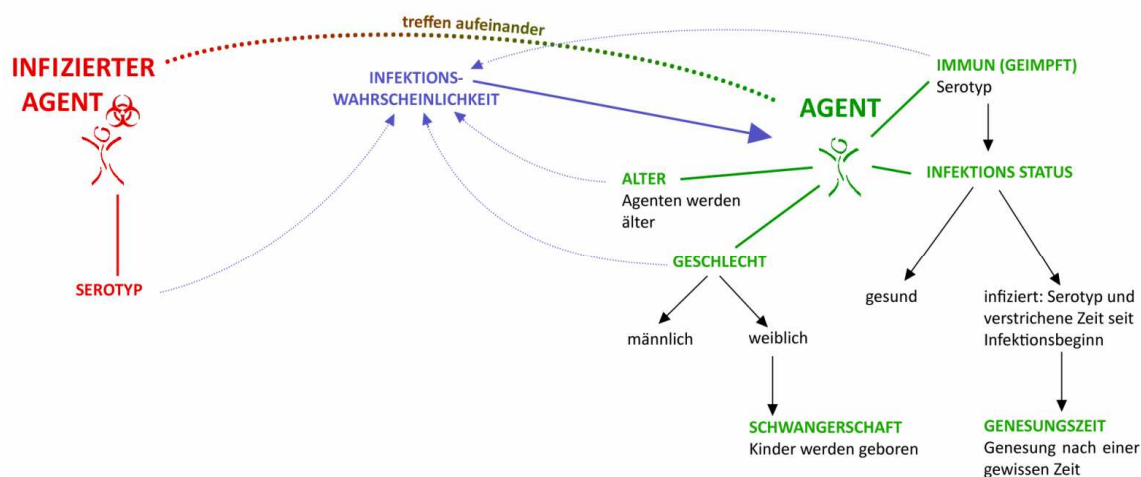 treffen aufeinander
INFIZIERTER
AGENT
INFEKTIONS-
WAHRSCHEINLICHKEIT
IMMUN (GEIMPFT)
Serotyp
AGENT
ALTER
Agenten werden
älter
INFEKTIONS STATUS
GESCHLECHT
SEROTYP
gesund
infiziert: Serotyp und
verstrichene Zeit seit
Infektionsbeginn
männlich
weiblich
SCHWANGERSCHAFT
Kinder werden geboren
GENESUNGSZEIT
Genesung nach einer
gewissen Zeit